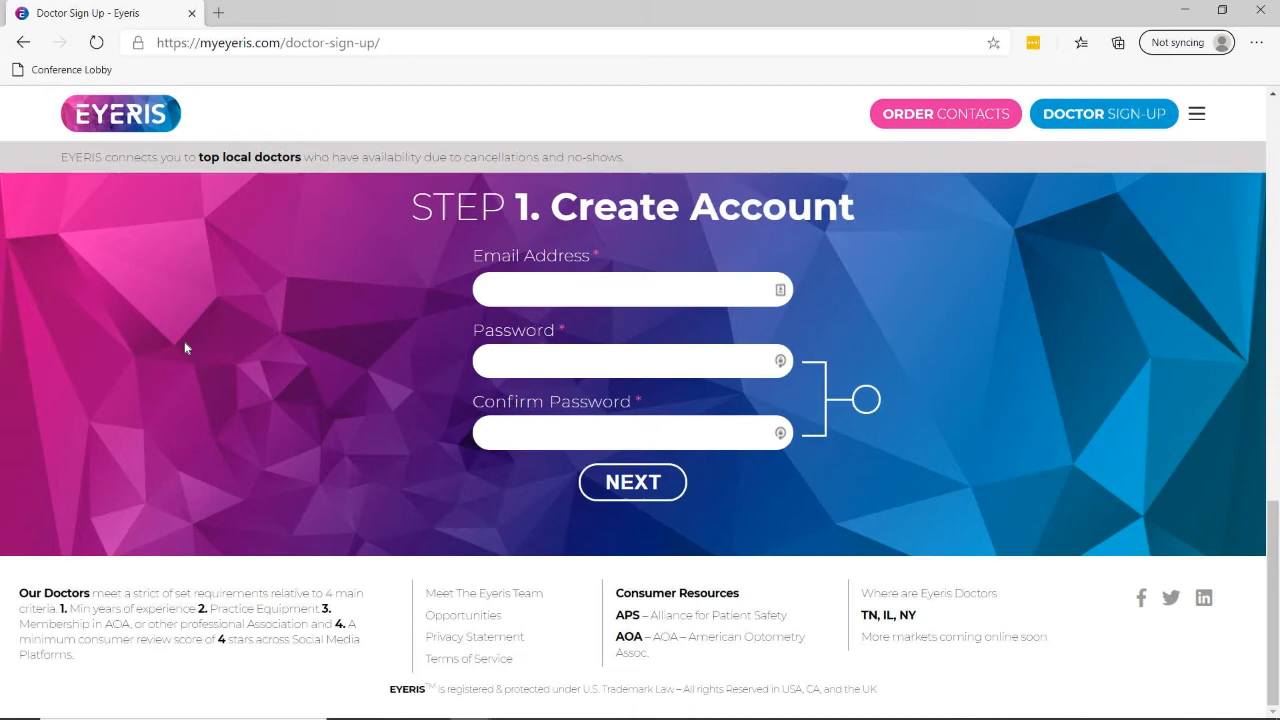 Doctor Sign Up - Eyeris
https://myeyeris.com/doctor-sign-up/
Not syncing
Conference Lobby
EYERIS
ORDER CONTACTS
DOCTOR SIGN-UP
EYERIS connects you to top local doctors who have availability due to cancellations and no-shows.
STEP 1. Create Account
Email Address *
Password *
Confirm Password *
NEXT
Our Doctors meet a strict of set requirements relative to 4 main
criteria. 1. Min years of experience 2. Practice Equipment 3.
Membership in AOA, or other professional Association and 4. A
minimum consumer review score of 4 stars across Social Media
Platforms.
Meet The Eyeris Team
Opportunities
Privacy Statement
Terms of Service
Consumer Resources
APS – Alliance for Patient Safety
AOA – AOA – American Optometry
Assoc.
Where are Eyeris Doctors
TN, IL, NY
More markets coming online soon
EYERIS™ is registered & protected under U.S. Trademark Law – All rights Reserved in USA, CA, and the UK